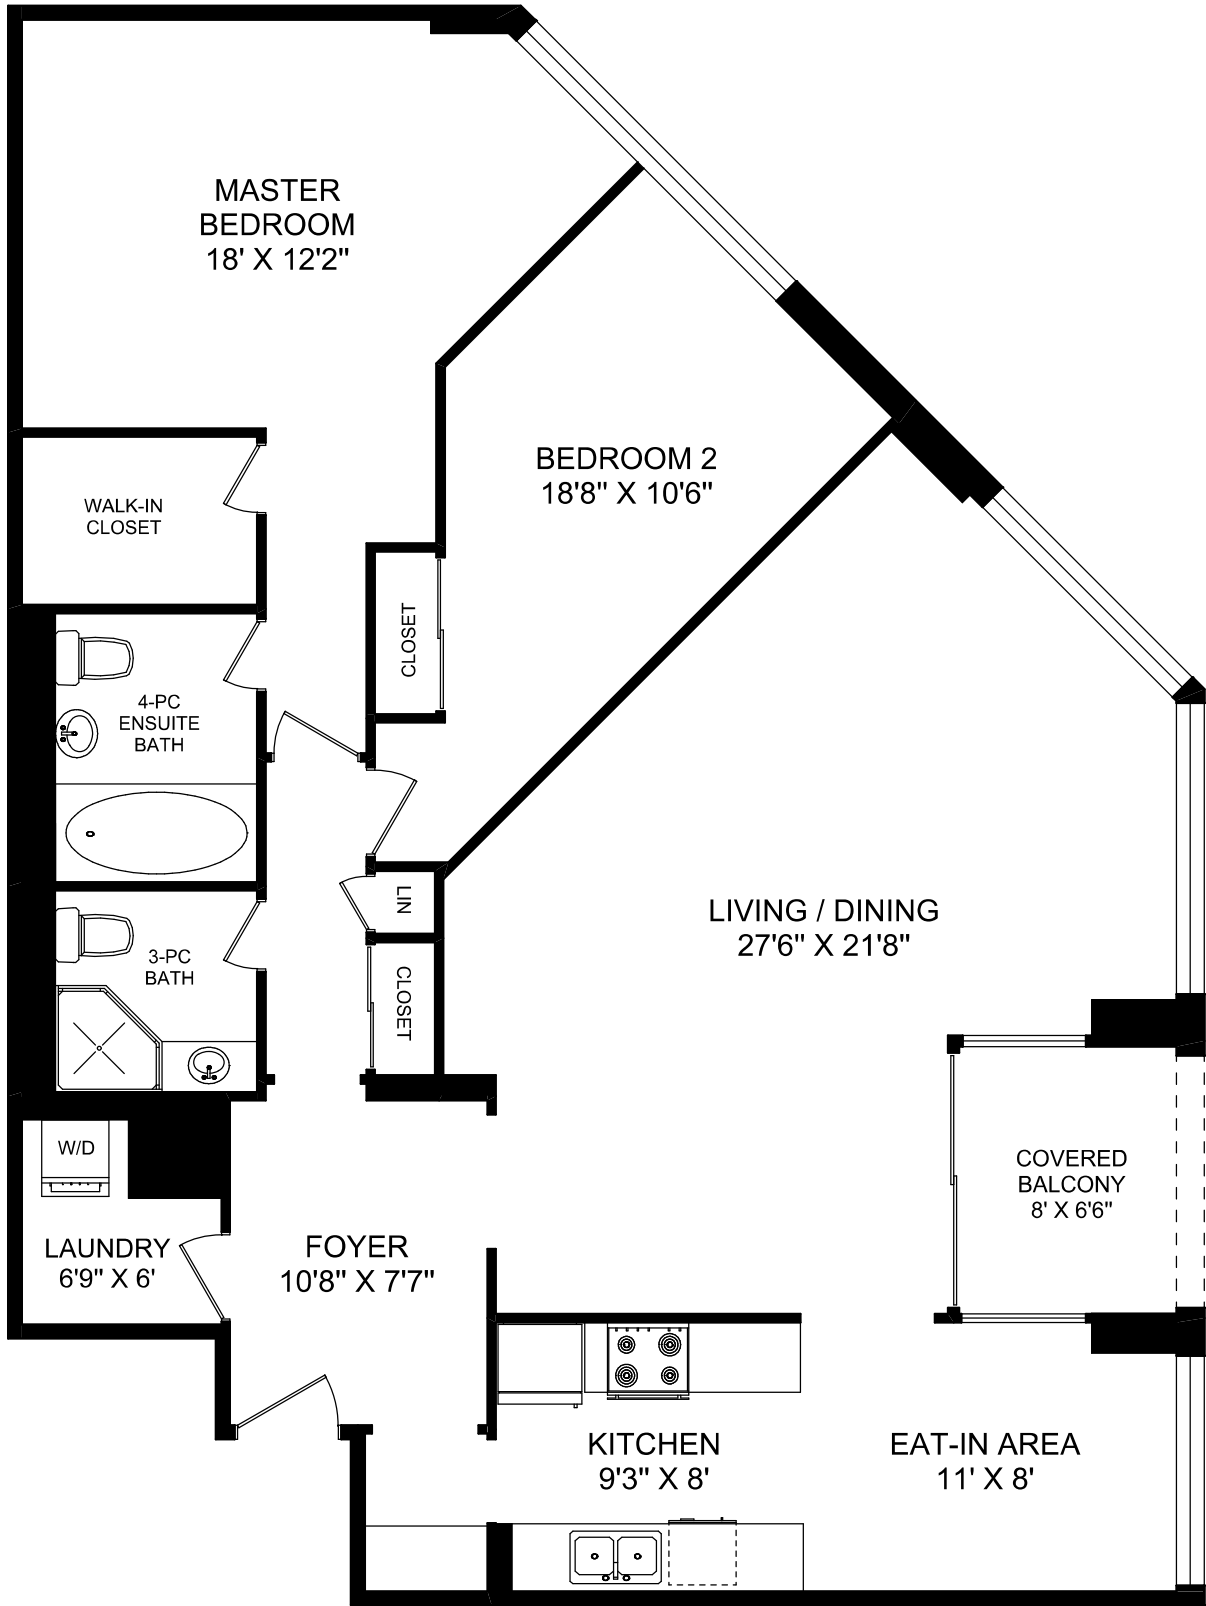 MASTER
BEDROOM
18' X 12'2"
BEDROOM 2
18'8" X 10'6"
WALK-IN
CLOSET
CLOSET
4-PC
ENSUITE
BATH
LIN
LIVING / DINING
27'6" X 21'8"
3-PC
BATH
CLOSET
W/D
COVERED
BALCONY
8' X 6'6"
LAUNDRY
6'9" X 6'
FOYER
10'8" X 7'7"
KITCHEN
9'3" X 8'
EAT-IN AREA
11' X 8'